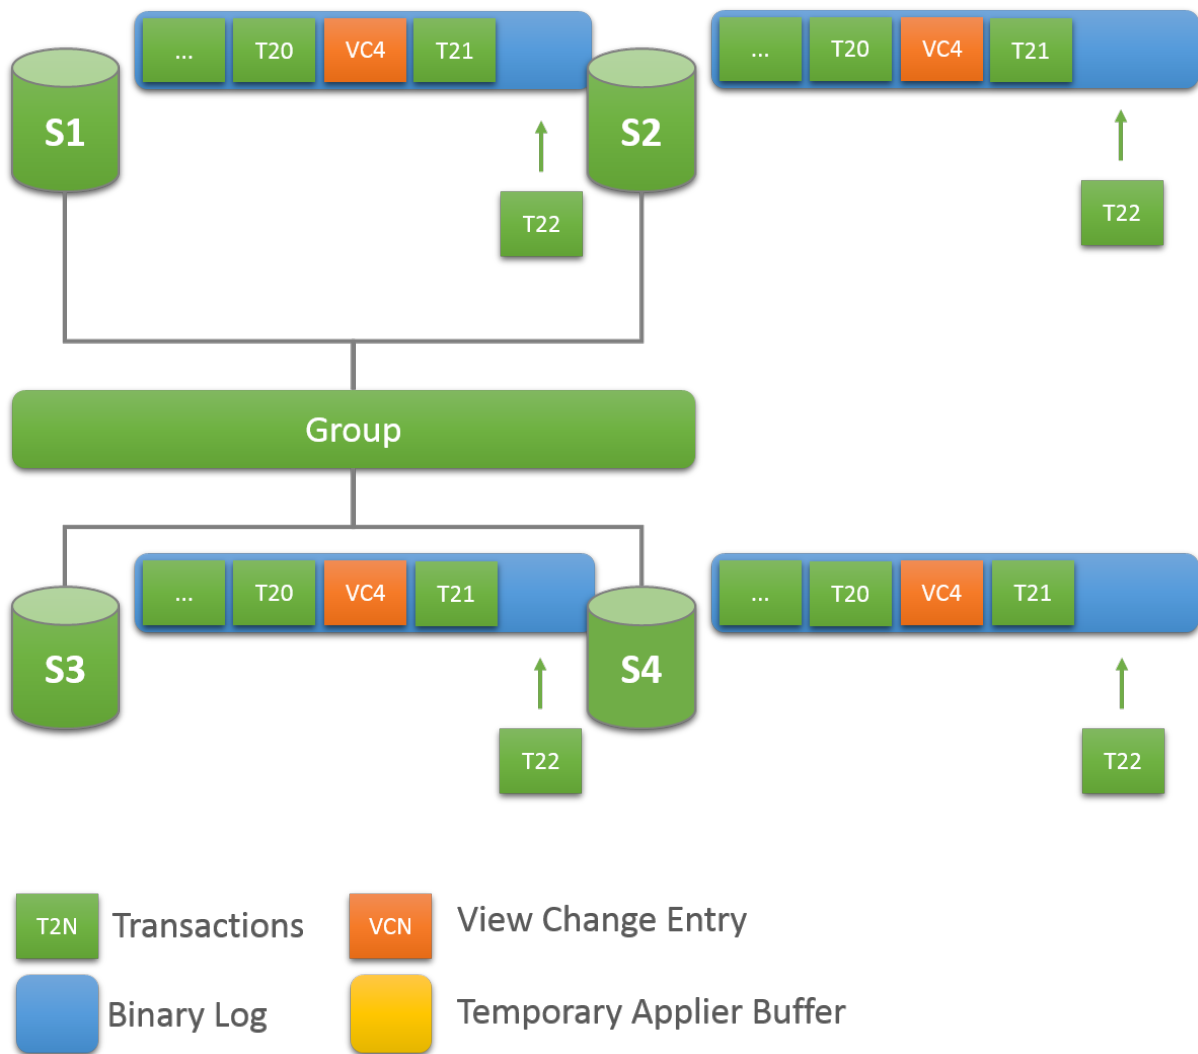 ... T20 VC4 T21
... T20 VC4 T21
S1
S2
T22
T22
Group
... T20 VC4 T21
... T20 VC4 T21
S3
S4
T22
T22
T2N Transactions
VCN View Change Entry
Binary Log
Temporary Applier Buffer